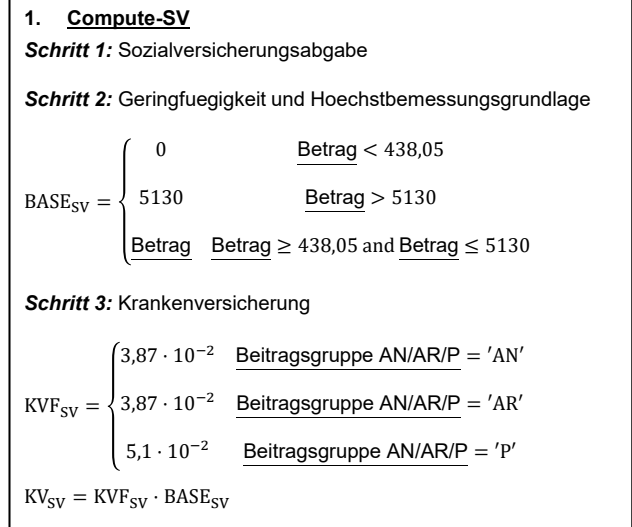 1. Compute-SV
Schritt 1: Sozialversicherungsabgabe
Schritt 2: Geringfuegigkeit und Hoechstbemessungsgrundlage
0 Betrag < 438,05
BASE_SV = { 5130 Betrag > 5130
Betrag Betrag ≥ 438,05 and Betrag ≤ 5130
Schritt 3: Krankenversicherung
3,87 · 10⁻² Beitragsgruppe AN/AR/P = ′AN′
KVF_SV = { 3,87 · 10⁻² Beitragsgruppe AN/AR/P = ′AR′
5,1 · 10⁻² Beitragsgruppe AN/AR/P = ′P′
KV_SV = KVF_SV · BASE_SV